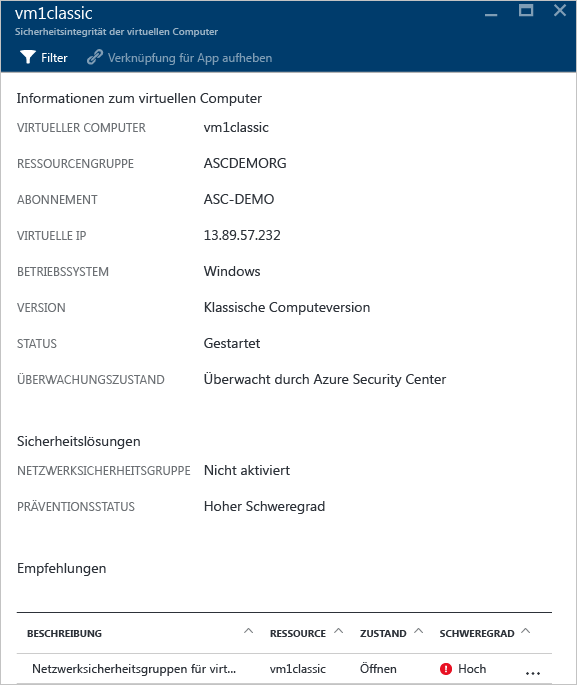 vm1classic
Sicherheitsintegrität der virtuellen Computer
Filter Verknüpfung für App aufheben
Informationen zum virtuellen Computer
VIRTUELLER COMPUTER vm1classic
RESSOURCENGRUPPE ASCDEMORG
ABONNEMENT ASC-DEMO
VIRTUELLE IP 13.89.57.232
BETRIEBSSYSTEM Windows
VERSION Klassische Computeversion
STATUS Gestartet
ÜBERWACHUNGSZUSTAND Überwacht durch Azure Security Center
Sicherheitslösungen
NETZWERKSICHERHEITSGRUPPE Nicht aktiviert
PRÄVENTIONSSTATUS Hoher Schweregrad
Empfehlungen
BESCHREIBUNG RESSOURCE ZUSTAND SCHWEREGRAD
Netzwerksicherheitsgruppen für virt... vm1classic Öffnen Hoch ...